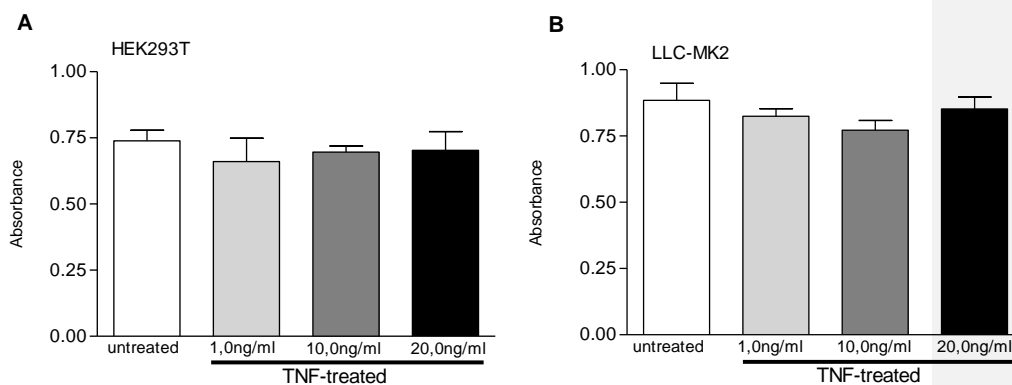 A
HEK293T
1.00
0.75
0.50
0.25
0.00
Absorbance
untreated 1,0ng/ml 10,0ng/ml 20,0ng/ml
TNF-treated
B
LLC-MK2
1.00
0.75
0.50
0.25
0.00
Absorbance
untreated 1,0ng/ml 10,0ng/ml 20,0ng/ml
TNF-treated